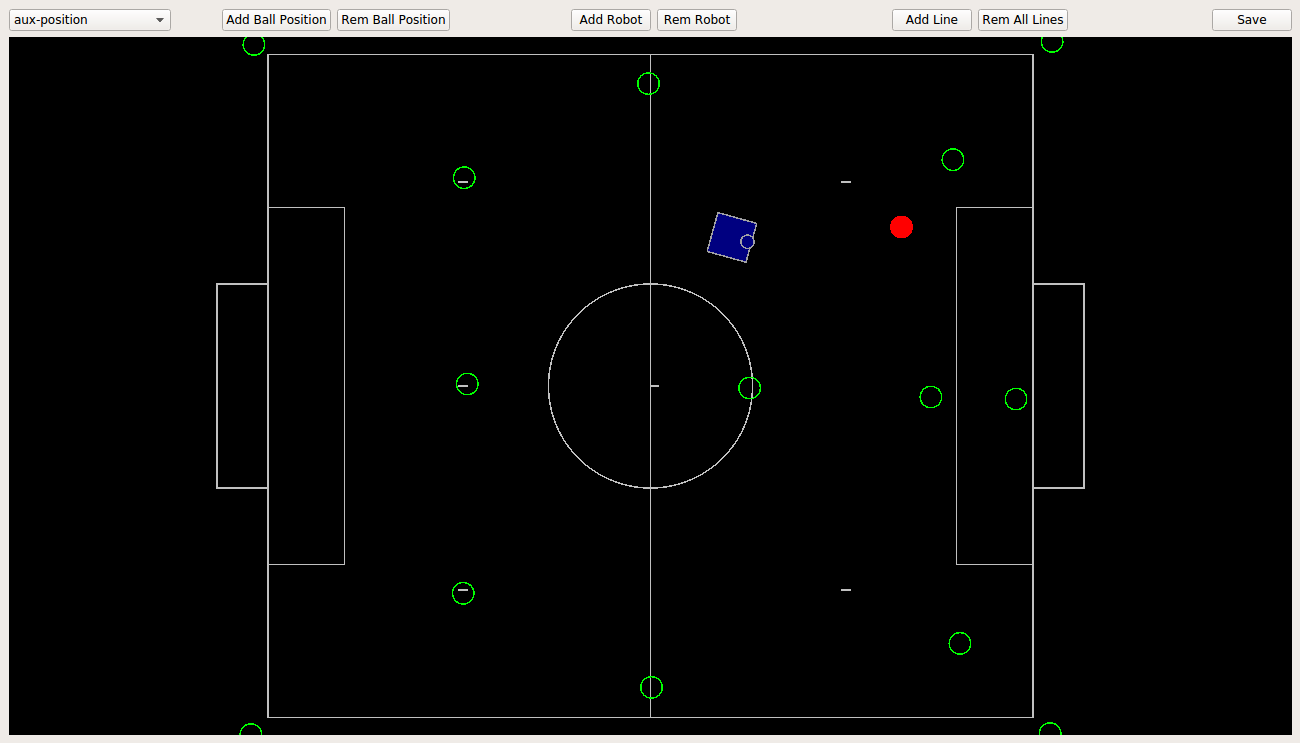 aux-position
Add Ball Position
Rem Ball Position
Add Robot
Rem Robot
Add Line
Rem All Lines
Save